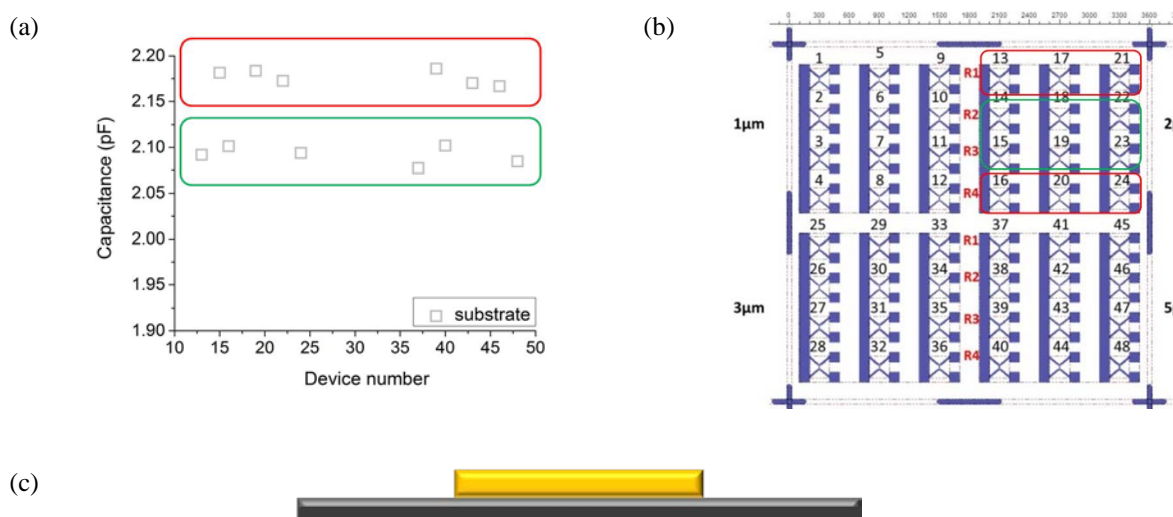 (a)
2.20
2.15
2.10
2.05
2.00
1.95
1.90
Capacitance (pF)
substrate
10 15 20 25 30 35 40 45 50
Device number
(b)
0 300 600 900 1200 1500 1800 2100 2400 2700 3000 3300 3600
1 5 9 R1 13 17 21
2 6 10 R2 14 18 22
1µm 2
3 7 11 R3 15 19 23
4 8 12 R4 16 20 24
25 29 33 R1 37 41 45
26 30 34 R2 38 42 46
3µm 27 31 35 R3 39 43 47 5
28 32 36 R4 40 44 48
(c)